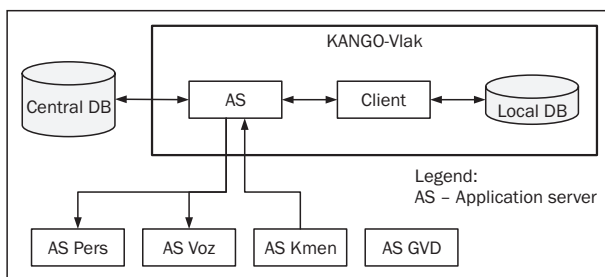 KANGO-Vlak
Central DB
AS
Client
Local DB
Legend:
AS – Application server
AS Pers
AS Voz
AS Kmen
AS GVD